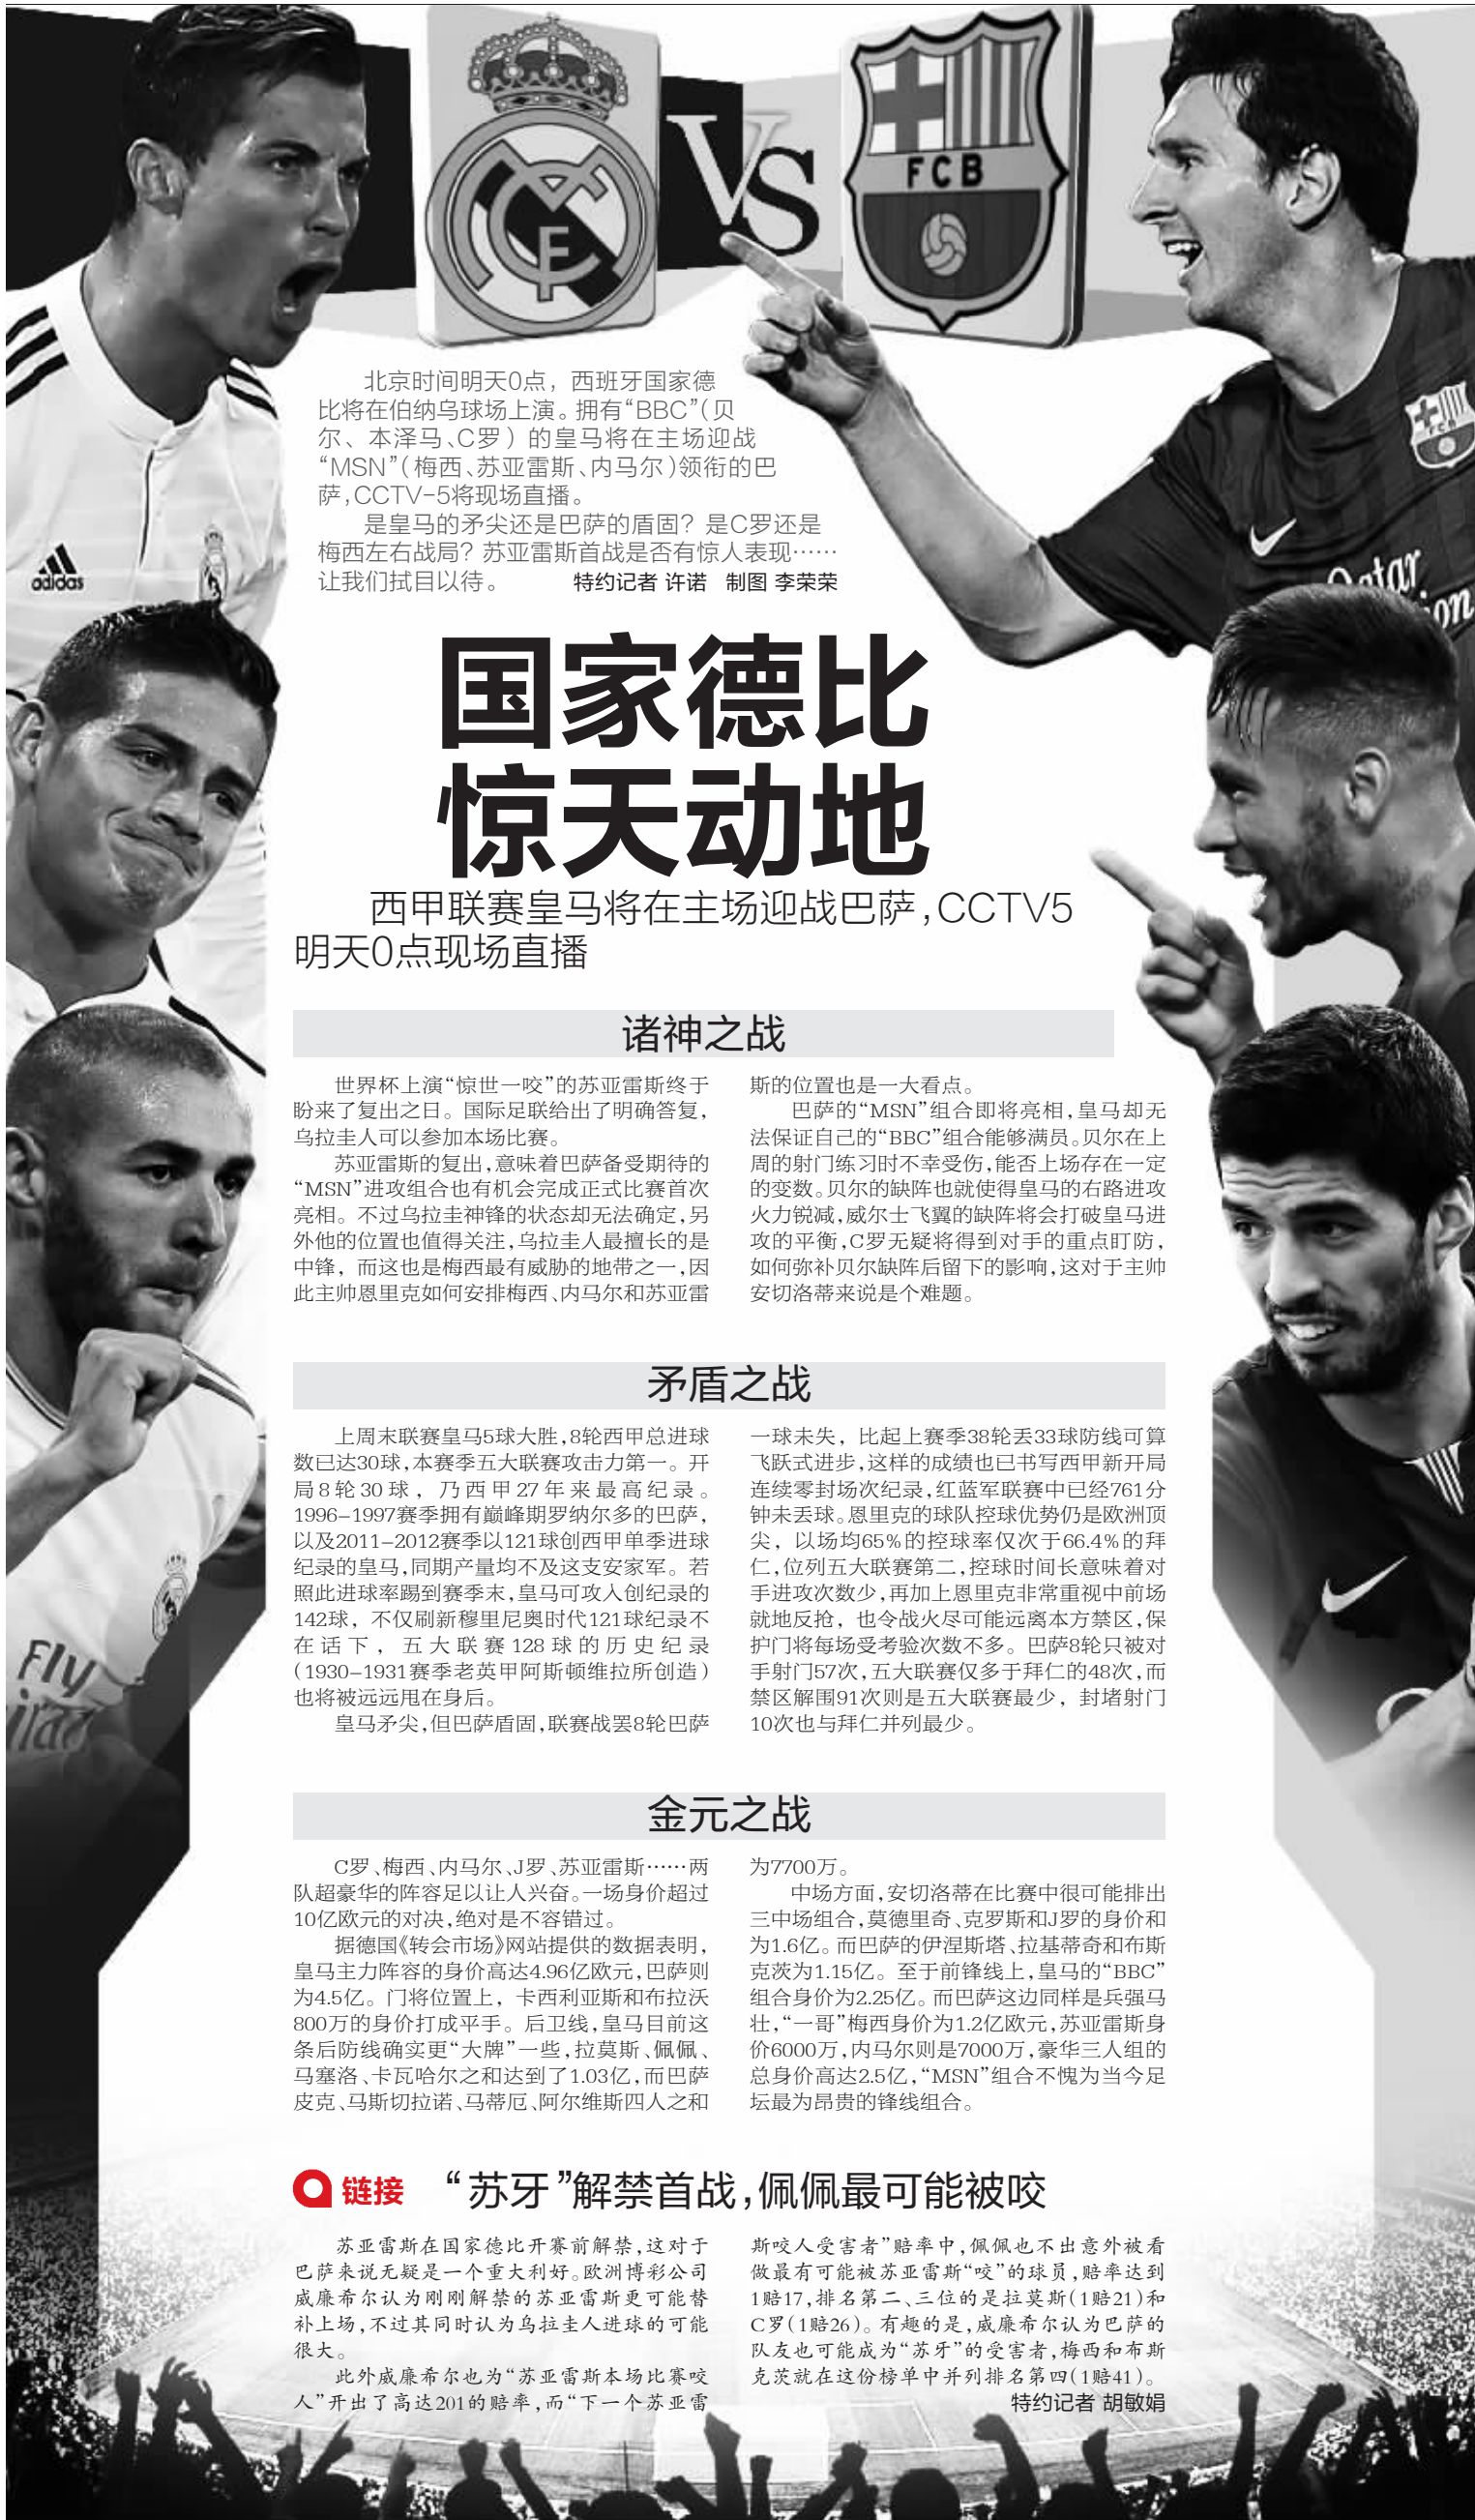 VS
FCB
北京时间明天0点，西班牙国家德
比将在伯纳乌球场上演。拥有“BBC”（贝
尔、本泽马、C罗）的皇马将在主场迎战
“MSN”（梅西、苏亚雷斯、内马尔）领衔的巴
萨，CCTV-5将现场直播。
是皇马的矛尖还是巴萨的盾固？是C罗还是
梅西左右战局？苏亚雷斯首战是否有惊人表现……
让我们拭目以待。 特约记者 许诺 制图 李荣荣
adidas
Qatar
国家德比
惊天动地
西甲联赛皇马将在主场迎战巴萨，CCTV5
明天0点现场直播
诸神之战
世界杯上演“惊世一咬”的苏亚雷斯终于
盼来了复出之日。国际足联给出了明确答复，
乌拉圭人可以参加本场比赛。
苏亚雷斯的复出，意味着巴萨备受期待的
“MSN”进攻组合也有机会完成正式比赛首次
亮相。不过乌拉圭神锋的状态却无法确定，另
外他的位置也值得关注，乌拉圭人最擅长的是
中锋，而这也是梅西最有威胁的地带之一，因
此主帅恩里克如何安排梅西、内马尔和苏亚雷
斯的位置也是一大看点。
巴萨的“MSN”组合即将亮相，皇马却无
法保证自己的“BBC”组合能够满员。贝尔在上
周的射门练习时不幸受伤，能否上场存在一定
的变数。贝尔的缺阵也就使得皇马的右路进攻
火力锐减，威尔士飞翼的缺阵将会打破皇马进
攻的平衡，C罗无疑将得到对手的重点盯防，
如何弥补贝尔缺阵后留下的影响，这对于主帅
安切洛蒂来说是个难题。
矛盾之战
上周末联赛皇马5球大胜，8轮西甲总进球
数已达30球，本赛季五大联赛攻击力第一。开
局8轮30球，乃西甲27年来最高纪录。
1996-1997赛季拥有巅峰期罗纳尔多的巴萨，
以及2011-2012赛季以121球创西甲单季进球
纪录的皇马，同期产量均不及这支安家军。若
照此进球率踢到赛季末，皇马可攻入创纪录的
142球，不仅刷新穆里尼奥时代121球纪录不
在话下，五大联赛128球的历史纪录
（1930-1931赛季老英甲阿斯顿维拉所创造）
也将被远远甩在身后。
皇马矛尖，但巴萨盾固，联赛战罢8轮巴萨
一球未失，比起上赛季38轮丢33球防线可算
飞跃式进步，这样的成绩也已书写西甲新开局
连续零封场次纪录，红蓝军联赛中已经761分
钟未丢球。恩里克的球队控球优势仍是欧洲顶
尖，以场均65%的控球率仅次于66.4%的拜
仁，位列五大联赛第二，控球时间长意味着对
手进攻次数少，再加上恩里克非常重视中前场
就地反抢，也令战火尽可能远离本方禁区，保
护门将每场受考验次数不多。巴萨8轮只被对
手射门57次，五大联赛仅多于拜仁的48次，而
禁区解围91次则是五大联赛最少，封堵射门
10次也与拜仁并列最少。
Fly
金元之战
C罗、梅西、内马尔、J罗、苏亚雷斯……两
队超豪华的阵容足以让人兴奋。一场身价超过
10亿欧元的对决，绝对是不容错过。
据德国《转会市场》网站提供的数据表明，
皇马主力阵容的身价高达4.96亿欧元，巴萨则
为4.5亿。门将位置上，卡西利亚斯和布拉沃
800万的身价打成平手。后卫线，皇马目前这
条后防线确实更“大牌”一些，拉莫斯、佩佩、
马塞洛、卡瓦哈尔之和达到了1.03亿，而巴萨
皮克、马斯切拉诺、马蒂厄、阿尔维斯四人之和
为7700万。
中场方面，安切洛蒂在比赛中很可能排出
三中场组合，莫德里奇、克罗斯和J罗的身价和
为1.6亿。而巴萨的伊涅斯塔、拉基蒂奇和布斯
克茨为1.15亿。至于前锋线上，皇马的“BBC”
组合身价为2.25亿。而巴萨这边同样是兵强马
壮，“一哥”梅西身价为1.2亿欧元，苏亚雷斯身
价6000万，内马尔则是7000万，豪华三人组的
总身价高达2.5亿，“MSN”组合不愧为当今足
坛最为昂贵的锋线组合。
链接 “苏牙”解禁首战，佩佩最可能被咬
苏亚雷斯在国家德比开赛前解禁，这对于
巴萨来说无疑是一个重大利好。欧洲博彩公司
威廉希尔认为刚刚解禁的苏亚雷斯更可能替
补上场，不过其同时认为乌拉圭人进球的可能
很大。
此外威廉希尔也为“苏亚雷斯本场比赛咬
人”开出了高达201的赔率，而“下一个苏亚雷
斯咬人受害者”赔率中，佩佩也不出意外被看
做最有可能被苏亚雷斯“咬”的球员，赔率达到
1赔17，排名第二、三位的是拉莫斯（1赔21）和
C罗（1赔26）。有趣的是，威廉希尔认为巴萨的
队友也可能成为“苏牙”的受害者，梅西和布斯
克茨就在这份榜单中并列排名第四（1赔41）。
特约记者 胡敏娟